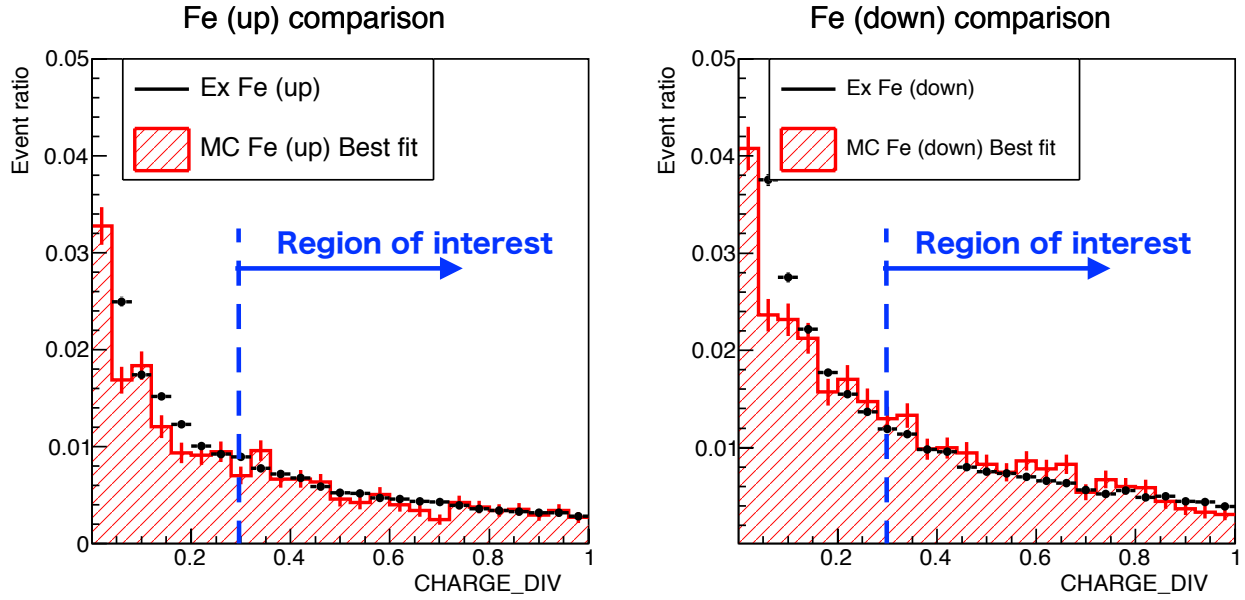 Fe (up) comparison
Event ratio
0.05
0.04
0.03
0.02
0.01
0
Ex Fe (up)
MC Fe (up) Best fit
Region of interest
0.2 0.4 0.6 0.8 1
CHARGE_DIV
Fe (down) comparison
Event ratio
0.05
0.04
0.03
0.02
0.01
Ex Fe (down)
MC Fe (down) Best fit
Region of interest
0.2 0.4 0.6 0.8 1
CHARGE_DIV